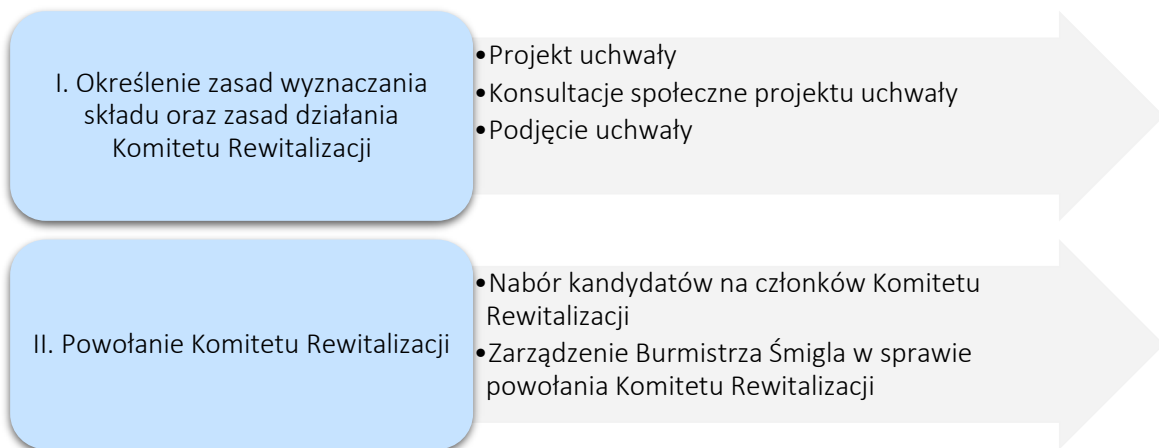 I. Określenie zasad wyznaczania
składu oraz zasad działania
Komitetu Rewitalizacji
•Projekt uchwały
•Konsultacje społeczne projektu uchwały
•Podjęcie uchwały
II. Powołanie Komitetu Rewitalizacji
•Nabór kandydatów na członków Komitetu
Rewitalizacji
•Zarządzenie Burmistrza Śmigla w sprawie
powołania Komitetu Rewitalizacji